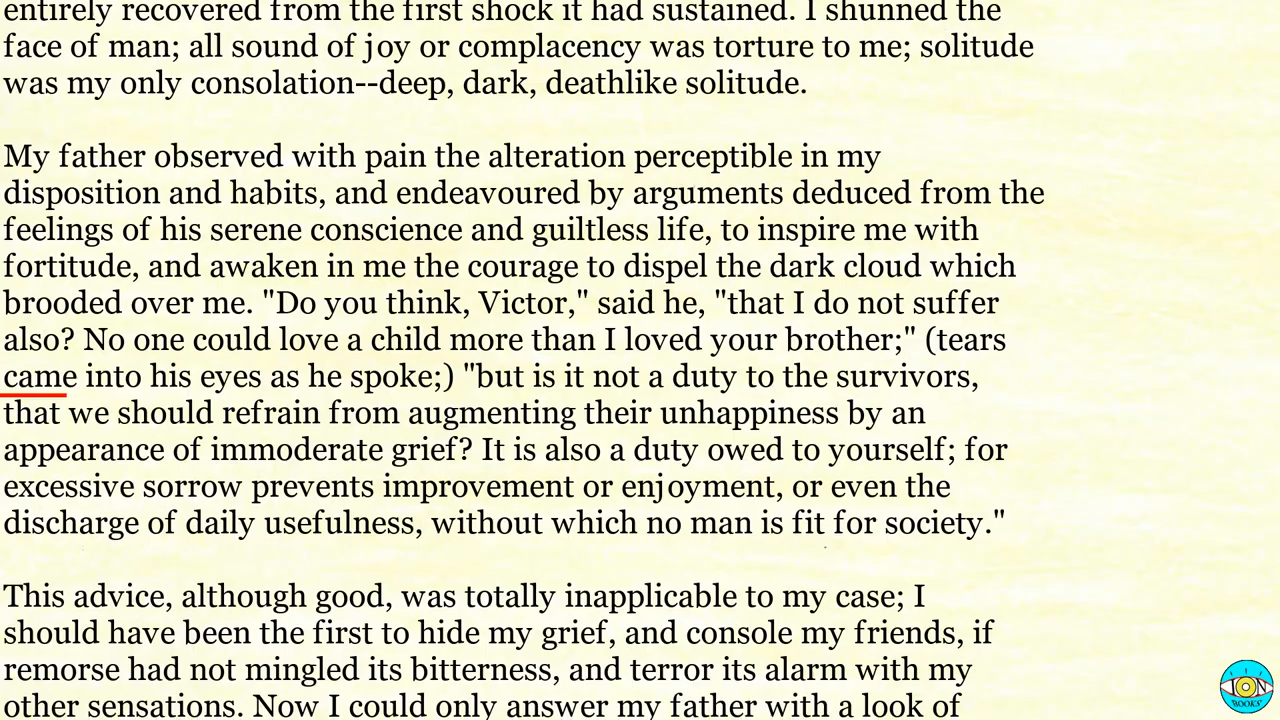 entirely recovered from the first shock it had sustained. I shunned the
face of man; all sound of joy or complacency was torture to me; solitude
was my only consolation--deep, dark, deathlike solitude.
My father observed with pain the alteration perceptible in my
disposition and habits, and endeavoured by arguments deduced from the
feelings of his serene conscience and guiltless life, to inspire me with
fortitude, and awaken in me the courage to dispel the dark cloud which
brooded over me. "Do you think, Victor," said he, "that I do not suffer
also? No one could love a child more than I loved your brother;" (tears
came into his eyes as he spoke;) "but is it not a duty to the survivors,
that we should refrain from augmenting their unhappiness by an
appearance of immoderate grief? It is also a duty owed to yourself; for
excessive sorrow prevents improvement or enjoyment, or even the
discharge of daily usefulness, without which no man is fit for society."
This advice, although good, was totally inapplicable to my case; I
should have been the first to hide my grief, and console my friends, if
remorse had not mingled its bitterness, and terror its alarm with my
other sensations. Now I could only answer my father with a look of
ION
BOOKS